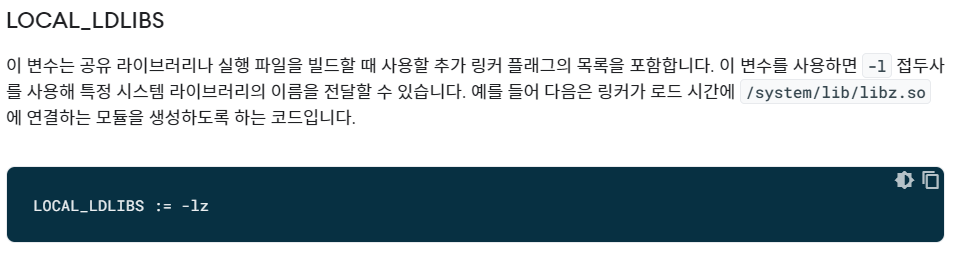 LOCAL_LDLIBS
이 변수는 공유 라이브러리나 실행 파일을 빌드할 때 사용할 추가 링커 플래그의 목록을 포함합니다. 이 변수를 사용하면 -l 접두사
를 사용해 특정 시스템 라이브러리의 이름을 전달할 수 있습니다. 예를 들어 다음은 링커가 로드 시간에 /system/lib/libz.so
에 연결하는 모듈을 생성하도록 하는 코드입니다.
LOCAL_LDLIBS := -lz